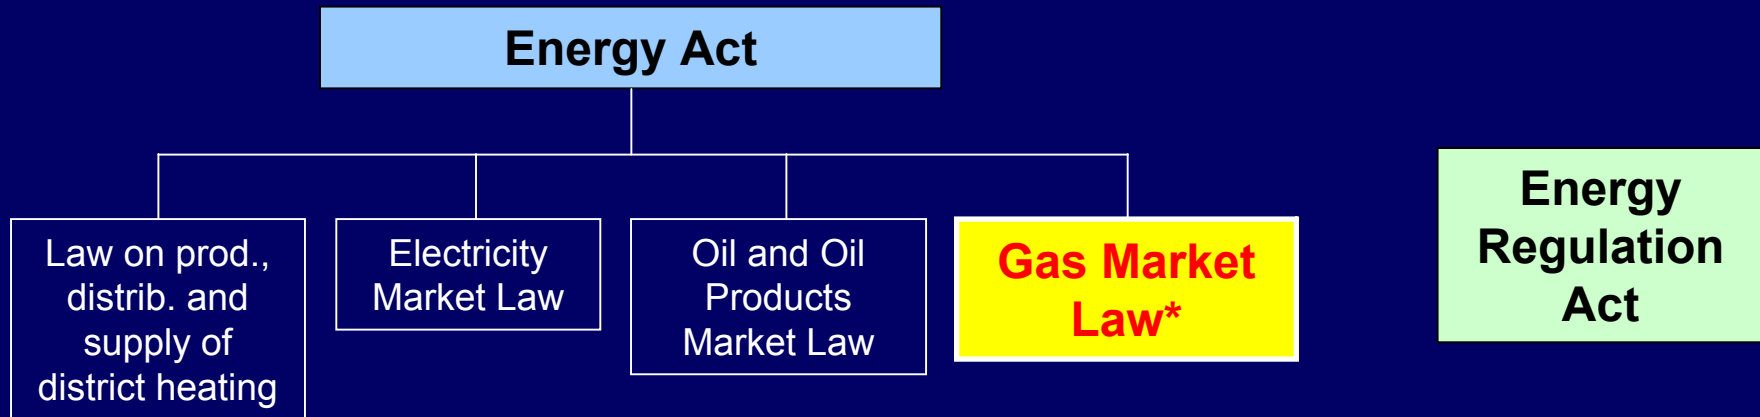 Energy Act
Law on prod.,
distrib. and
supply of
district heating
Electricity
Market Law
Oil and Oil
Products
Market Law
Gas Market
Law*
Energy
Regulation
Act